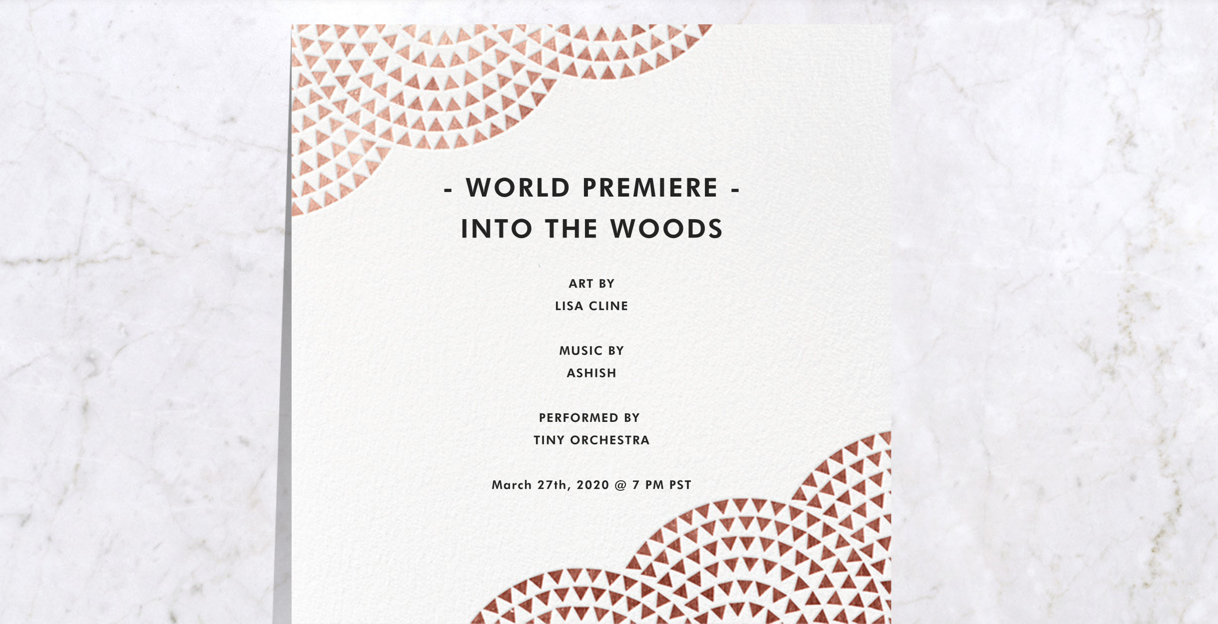 - WORLD PREMIERE -
INTO THE WOODS
ART BY
LISA CLINE
MUSIC BY
ASHISH
PERFORMED BY
TINY ORCHESTRA
March 27th, 2020 @ 7 PM PST